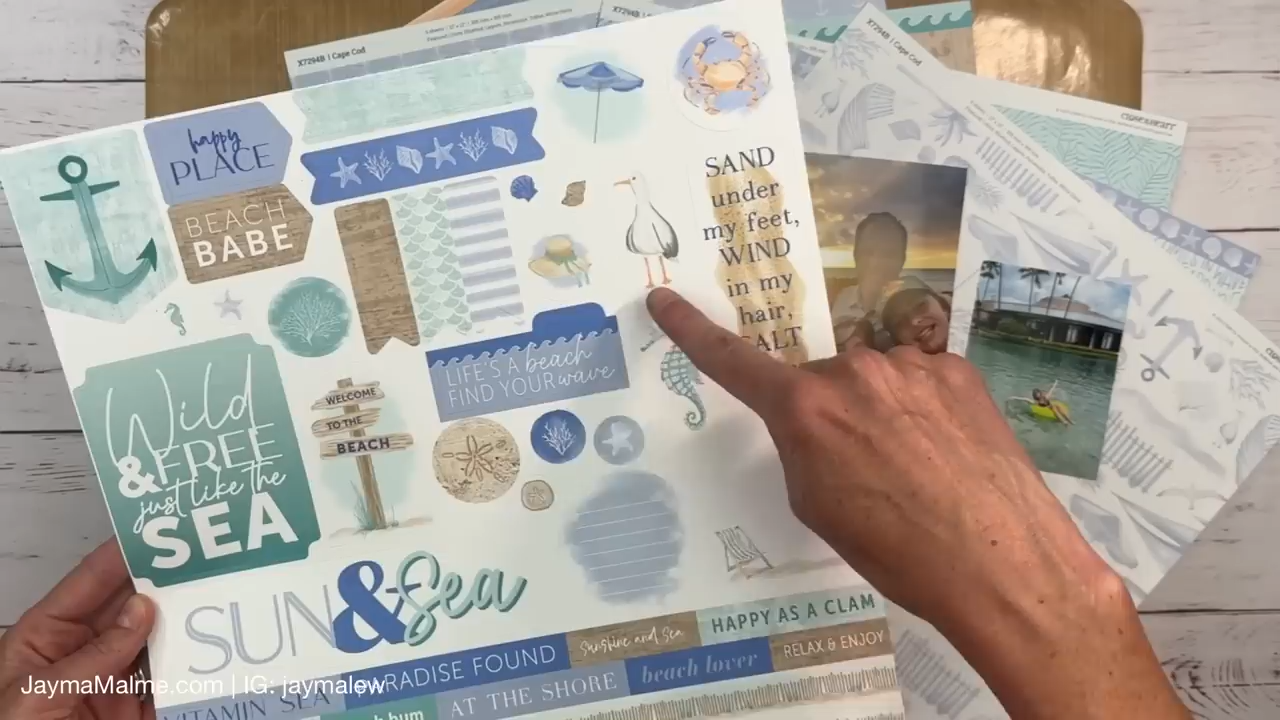 X7294B | Cape Cod
X7294B | Cape Cod
happy
PLACE
BEACH
BABE
SAND
under
my feet,
WIND
in my
hair,
SALT
LIFE'S A beach
FIND YOUR wave
Wild
& FREE
just like the
SEA
WELCOME
TO THE
BEACH
SUN & Sea
PARADISE FOUND
sunshine and sea
HAPPY AS A CLAM
VITAMIN SEA
AT THE SHORE
beach lover
RELAX & ENJOY
JaymaMalme.com | IG: jaymalew